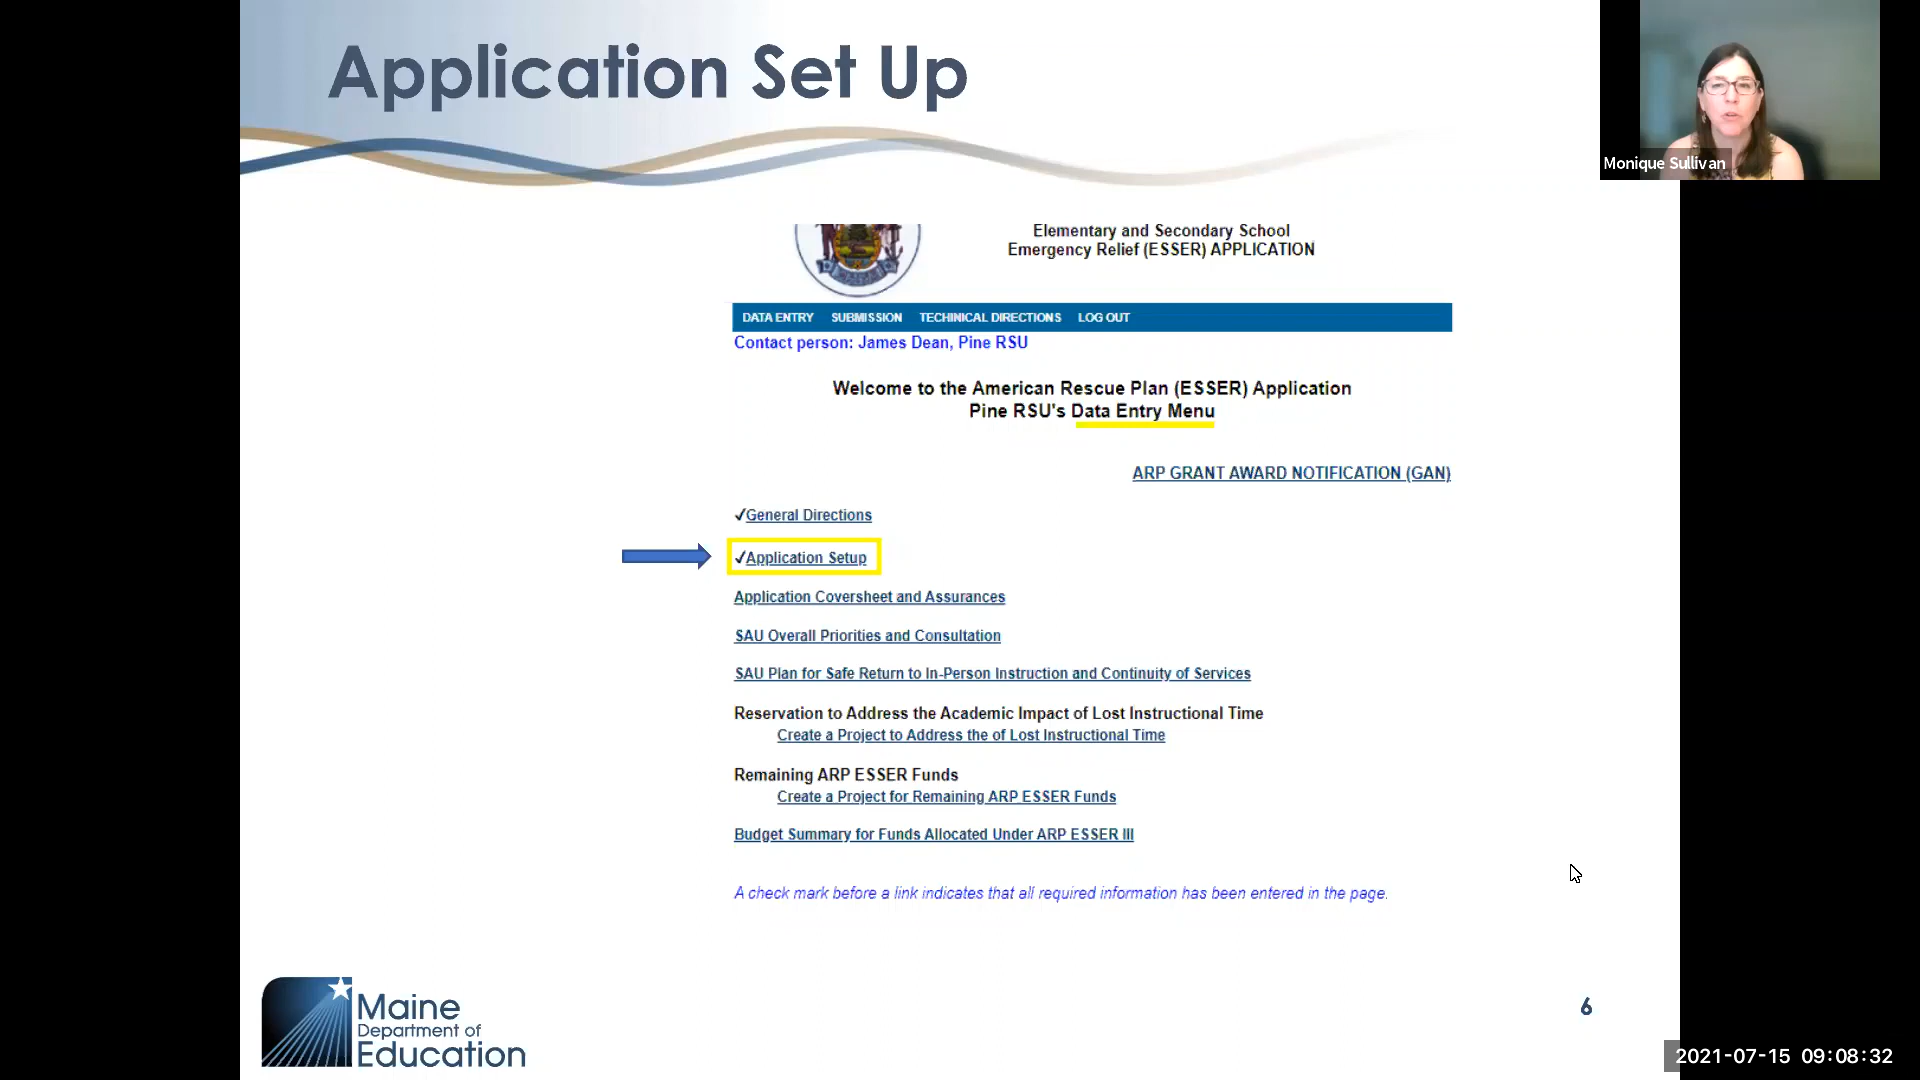 Application Set Up
Monique Sullivan
Elementary and Secondary School
Emergency Relief (ESSER) APPLICATION
DATA ENTRY SUBMISSION TECHINICAL DIRECTIONS LOG OUT
Contact person: James Dean, Pine RSU
Welcome to the American Rescue Plan (ESSER) Application
Pine RSU's Data Entry Menu
ARP GRANT AWARD NOTIFICATION (GAN)
✓General Directions
✓Application Setup
Application Coversheet and Assurances
SAU Overall Priorities and Consultation
SAU Plan for Safe Return to In-Person Instruction and Continuity of Services
Reservation to Address the Academic Impact of Lost Instructional Time
Create a Project to Address the of Lost Instructional Time
Remaining ARP ESSER Funds
Create a Project for Remaining ARP ESSER Funds
Budget Summary for Funds Allocated Under ARP ESSER III
A check mark before a link indicates that all required information has been entered in the page.
Maine
Department of
Education
6
2021-07-15 09:08:32